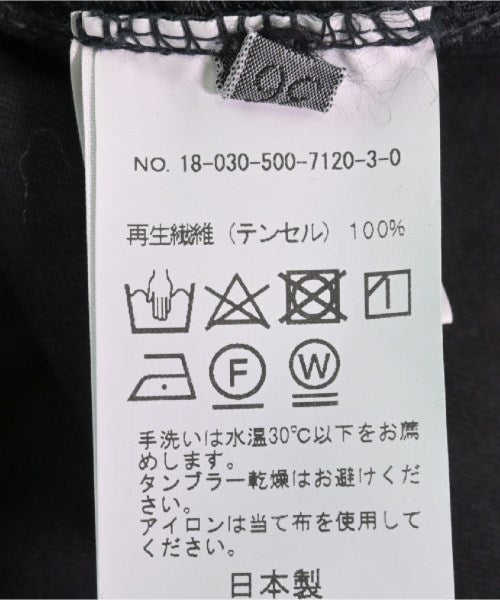 NO. 18-030-500-7120-3-0
再生繊維（テンセル）100%
F
W
手洗いは水温30℃以下をお薦
めします。
タンブラー乾燥はお避けくだ
さい。
アイロンは当て布を使用して
ください。
日本製